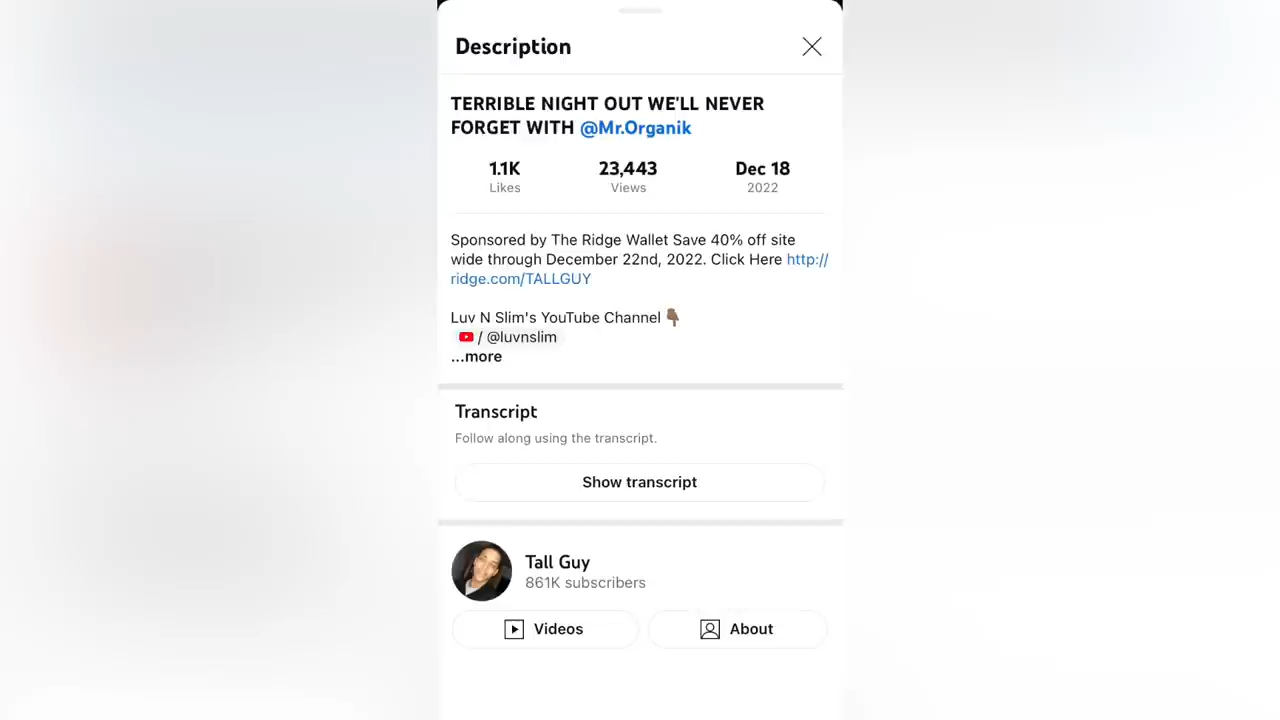 Description
TERRIBLE NIGHT OUT WE'LL NEVER
FORGET WITH @Mr.Organik
1.1K 23,443 Dec 18
Likes Views 2022
Sponsored by The Ridge Wallet Save 40% off site
wide through December 22nd, 2022. Click Here http://
ridge.com/TALLGUY
Luv N Slim's YouTube Channel 👇🏾
/ @luvnslim
...more
Transcript
Follow along using the transcript.
Show transcript
Tall Guy
861K subscribers
Videos About